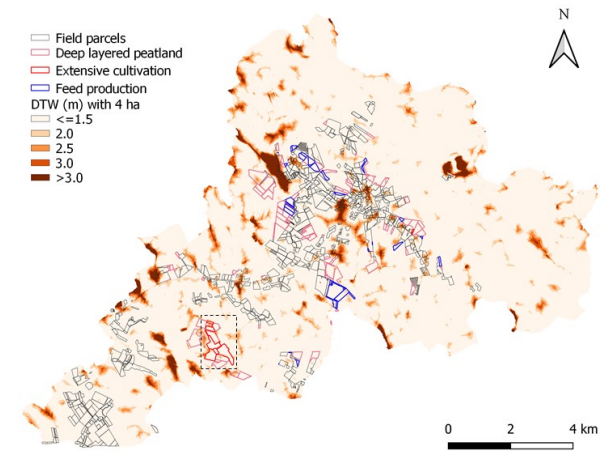 N
Field parcels
Deep layered peatland
Extensive cultivation
Feed production
DTW (m) with 4 ha
<=1.5
2.0
2.5
3.0
>3.0
0 2 4 km